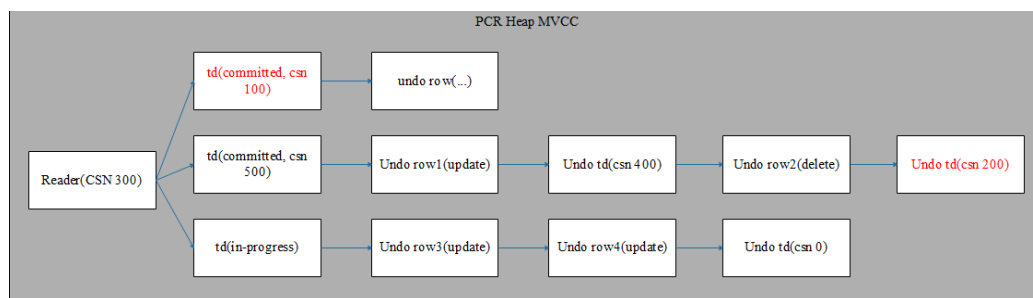 PCR Heap MVCC
td(committed, csn
100)
undo row(...)
td(committed, csn
500)
Undo row1(update)
Undo td(csn 400)
Undo row2(delete)
Undo td(csn 200)
Reader(CSN 300)
td(in-progress)
Undo row3(update)
Undo row4(update)
Undo td(csn 0)